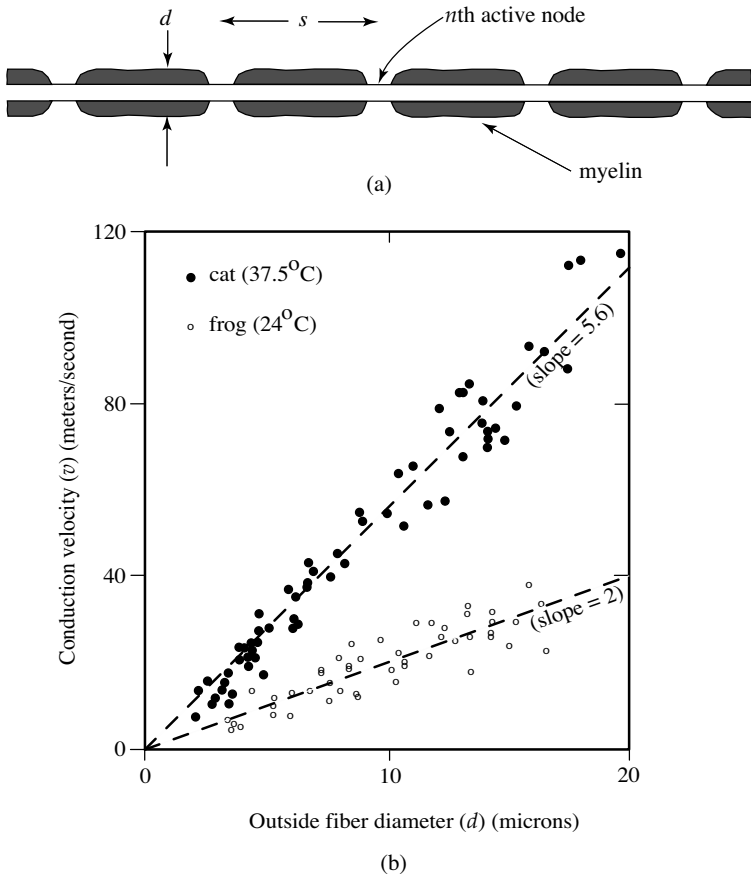 d
s
nth active node
myelin
(a)
120
80
40
0
0
10
20
cat (37.5°C)
frog (24°C)
(slope = 5.6)
(slope = 2)
Conduction velocity (v) (meters/second)
Outside fiber diameter (d) (microns)
(b)